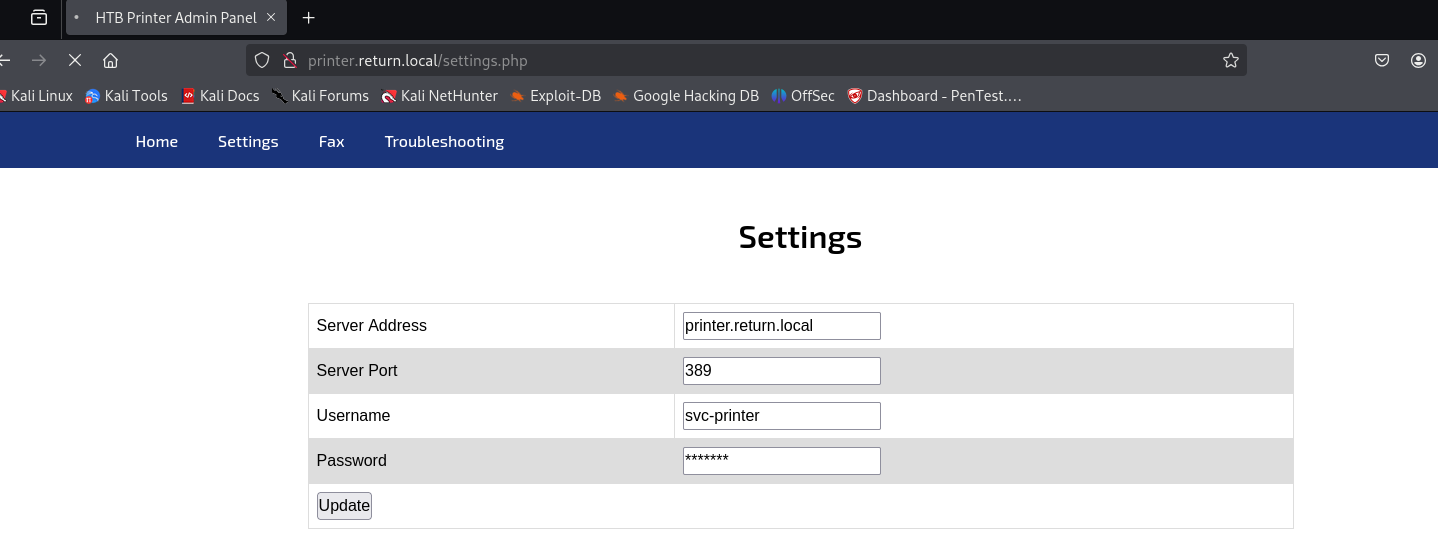 HTB Printer Admin Panel
printer.return.local/settings.php
Kali Linux Kali Tools Kali Docs Kali Forums Kali NetHunter Exploit-DB Google Hacking DB OffSec Dashboard - PenTest....
Home Settings Fax Troubleshooting
Settings
Server Address printer.return.local
Server Port 389
Username svc-printer
Password *******
Update